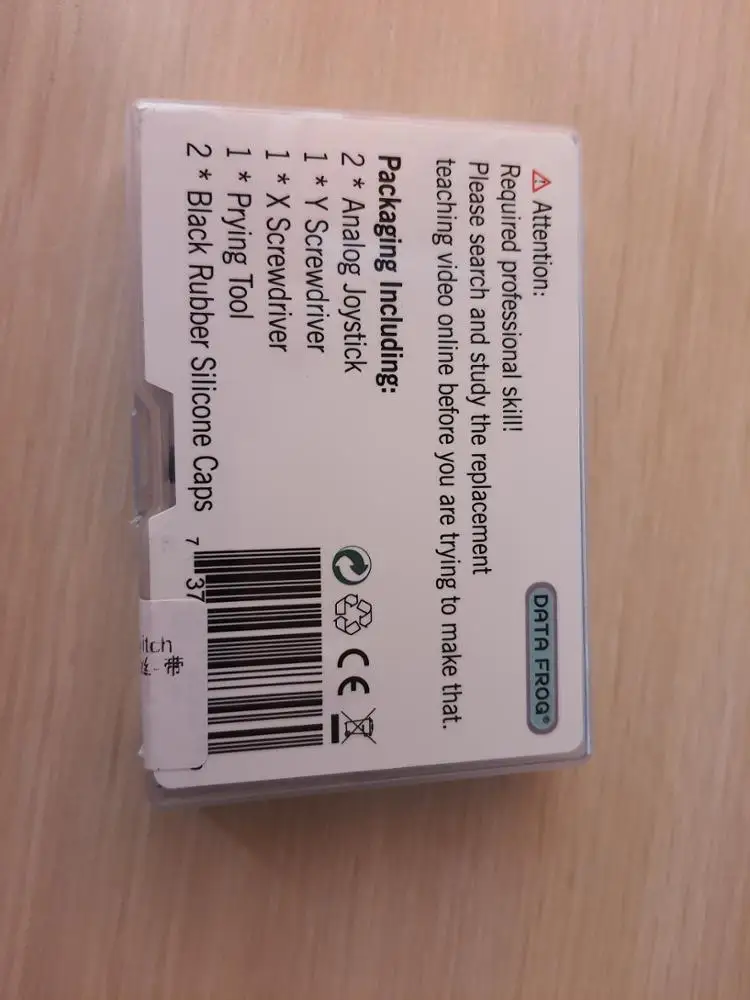 ⚠ Attention:
Required professional skill!
Please search and study the replacement
teaching video online before you are trying to make that.
DATA FROG®
Packaging Including:
2 * Analog Joystick
1 * Y Screwdriver
1 * X Screwdriver
1 * Prying Tool
2 * Black Rubber Silicone Caps
CE
7 37
itch